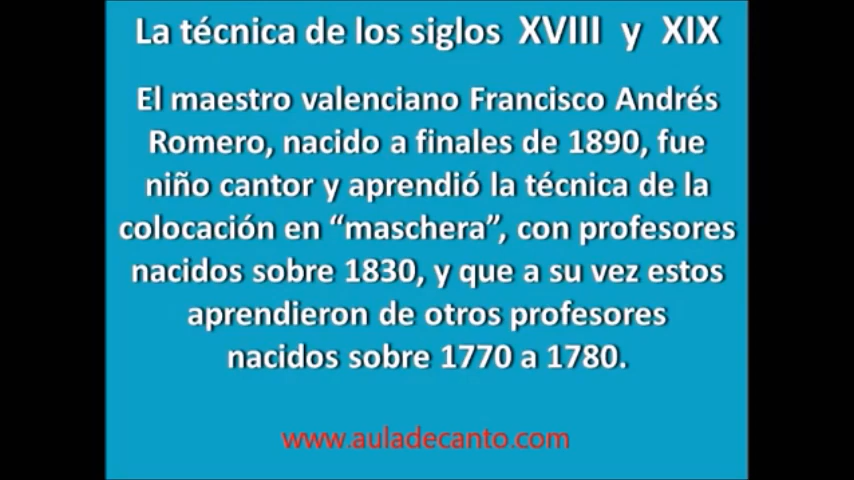 La técnica de los siglos XVIII y XIX
El maestro valenciano Francisco Andrés
Romero, nacido a finales de 1890, fue
niño cantor y aprendió la técnica de la
colocación en “maschera”, con profesores
nacidos sobre 1830, y que a su vez estos
aprendieron de otros profesores
nacidos sobre 1770 a 1780.
www.auladecanto.com